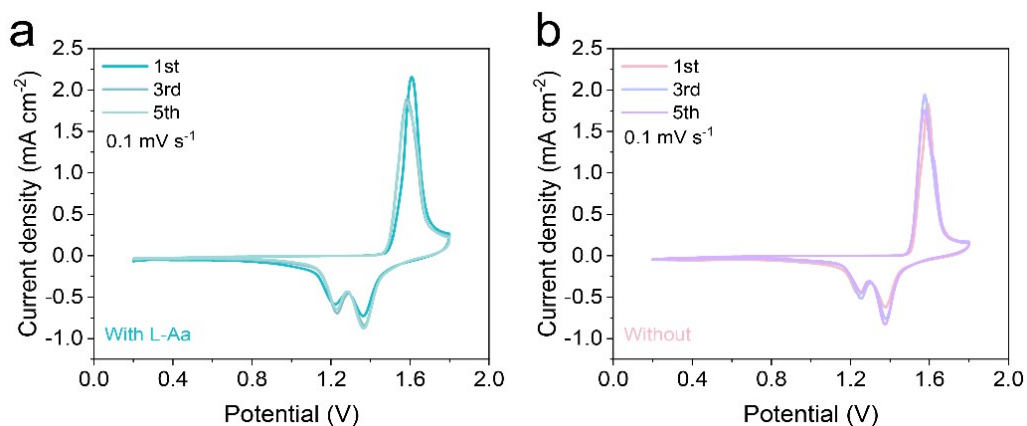 a
2.5
2.0
1.5
1.0
0.5
0.0
-0.5
-1.0
Current density (mA cm⁻²)
1st
3rd
5th
0.1 mV s⁻¹
With L-Aa
0.0 0.4 0.8 1.2 1.6 2.0
Potential (V)
b
2.5
2.0
1.5
1.0
0.5
0.0
-0.5
-1.0
Current density (mA cm⁻²)
1st
3rd
5th
0.1 mV s⁻¹
Without
0.0 0.4 0.8 1.2 1.6 2.0
Potential (V)